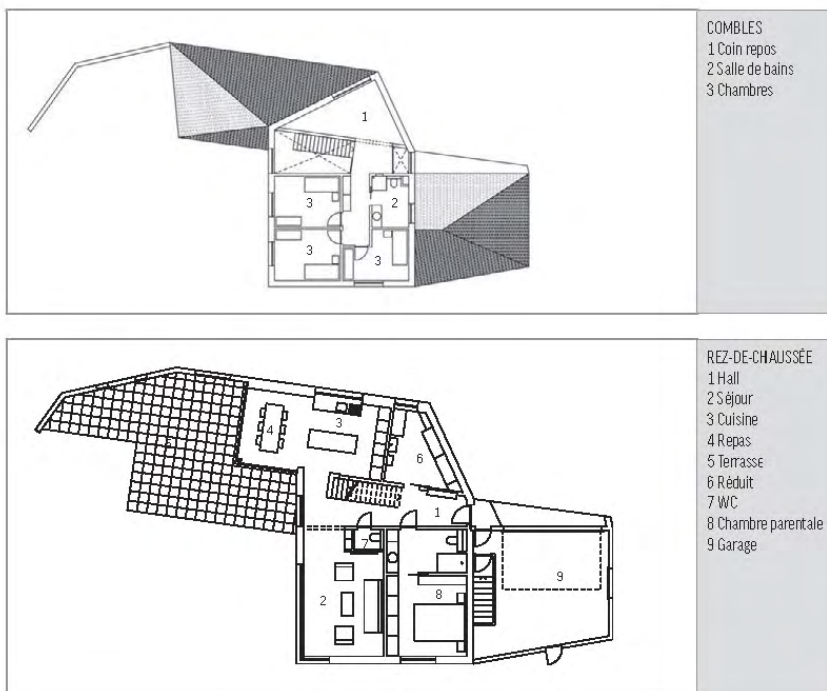 COMBLES
1 Coin repos
2 Salle de bains
3 Chambres
1
2
3
3
3
REZ-DE-CHAUSSÉE
1 Hall
2 Séjour
3 Cuisine
4 Repas
5 Terrasse
6 Réduit
7 WC
8 Chambre parentale
9 Garage
4
3
5
6
1
7
9
2
8